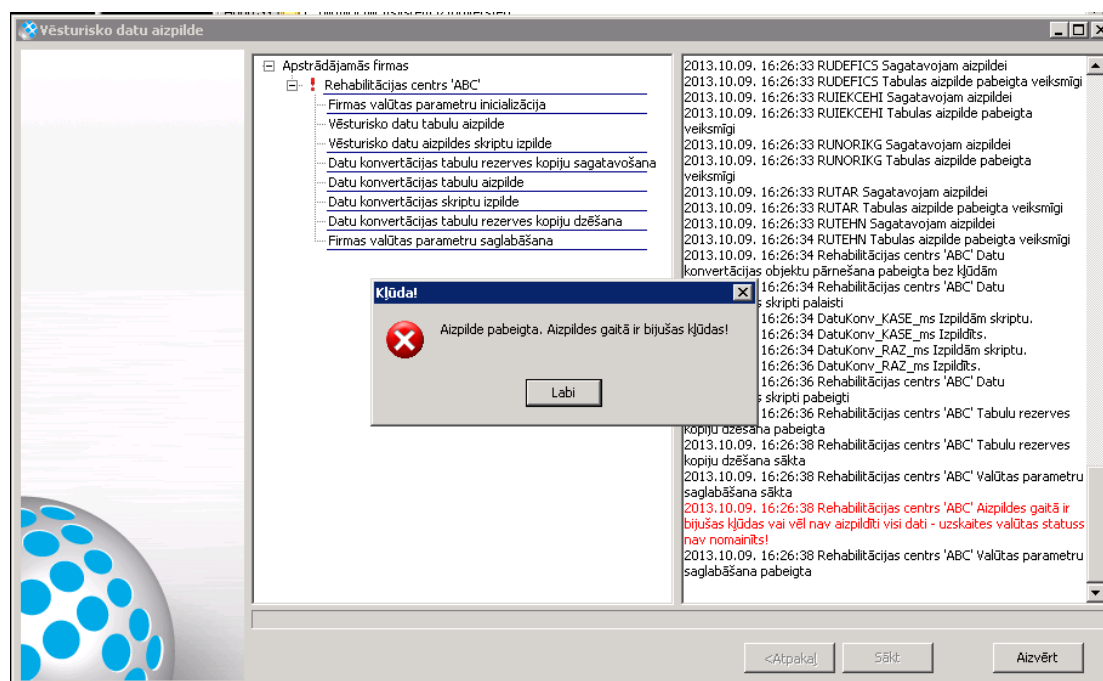 Vēsturisko datu aizpilde
Apstrādājamās firmas
Rehabilitācijas centrs 'ABC'
Firmas valūtas parametru inicializācija
Vēsturisko datu tabulu aizpilde
Vēsturisko datu aizpildes skriptu izpilde
Datu konvertācijas tabulu rezerves kopiju sagatavošana
Datu konvertācijas tabulu aizpilde
Datu konvertācijas skriptu izpilde
Datu konvertācijas tabulu rezerves kopiju dzēšana
Firmas valūtas parametru saglabāšana
2013.10.09. 16:26:33 RUDEFICS Sagatavojam aizpildei
2013.10.09. 16:26:33 RUDEFICS Tabulas aizpilde pabeigta veiksmīgi
2013.10.09. 16:26:33 RUIEKCEHI Sagatavojam aizpildei
2013.10.09. 16:26:33 RUIEKCEHI Tabulas aizpilde pabeigta
veiksmīgi
2013.10.09. 16:26:33 RUNORIKG Sagatavojam aizpildei
2013.10.09. 16:26:33 RUNORIKG Tabulas aizpilde pabeigta
veiksmīgi
2013.10.09. 16:26:33 RUTAR Sagatavojam aizpildei
2013.10.09. 16:26:33 RUTAR Tabulas aizpilde pabeigta veiksmīgi
2013.10.09. 16:26:33 RUTEHN Sagatavojam aizpildei
2013.10.09. 16:26:34 RUTEHN Tabulas aizpilde pabeigta veiksmīgi
2013.10.09. 16:26:34 Rehabilitācijas centrs 'ABC' Datu
konvertācijas objektu pārnešana pabeigta bez kļūdām
16:26:34 Rehabilitācijas centrs 'ABC' Datu
skripti palaisti
16:26:34 DatuKonv_KASE_ms Izpildām skriptu.
16:26:34 DatuKonv_KASE_ms Izpildīts.
16:26:34 DatuKonv_RAZ_ms Izpildām skriptu.
16:26:36 DatuKonv_RAZ_ms Izpildīts.
16:26:36 Rehabilitācijas centrs 'ABC' Datu
skripti pabeigti
16:26:36 Rehabilitācijas centrs 'ABC' Tabulu rezerves
kopiju dzēšana pabeigta
2013.10.09. 16:26:38 Rehabilitācijas centrs 'ABC' Tabulu rezerves
kopiju dzēšana sākta
2013.10.09. 16:26:38 Rehabilitācijas centrs 'ABC' Valūtas parametru
saglabāšana sākta
2013.10.09. 16:26:38 Rehabilitācijas centrs 'ABC' Aizpildes gaitā ir
bijušas kļūdas vai vēl nav aizpildīti visi dati - uzskaites valūtas statuss
nav nomainīts!
2013.10.09. 16:26:38 Rehabilitācijas centrs 'ABC' Valūtas parametru
saglabāšana pabeigta
Kļūda!
Aizpilde pabeigta. Aizpildes gaitā ir bijušas kļūdas!
Labi
<Atpakaļ
Sākt
Aizvērt